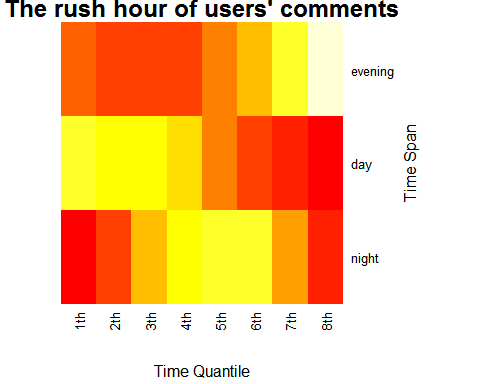 The rush hour of users' comments
evening
day
night
Time Span
1th
2th
3th
4th
5th
6th
7th
8th
Time Quantile